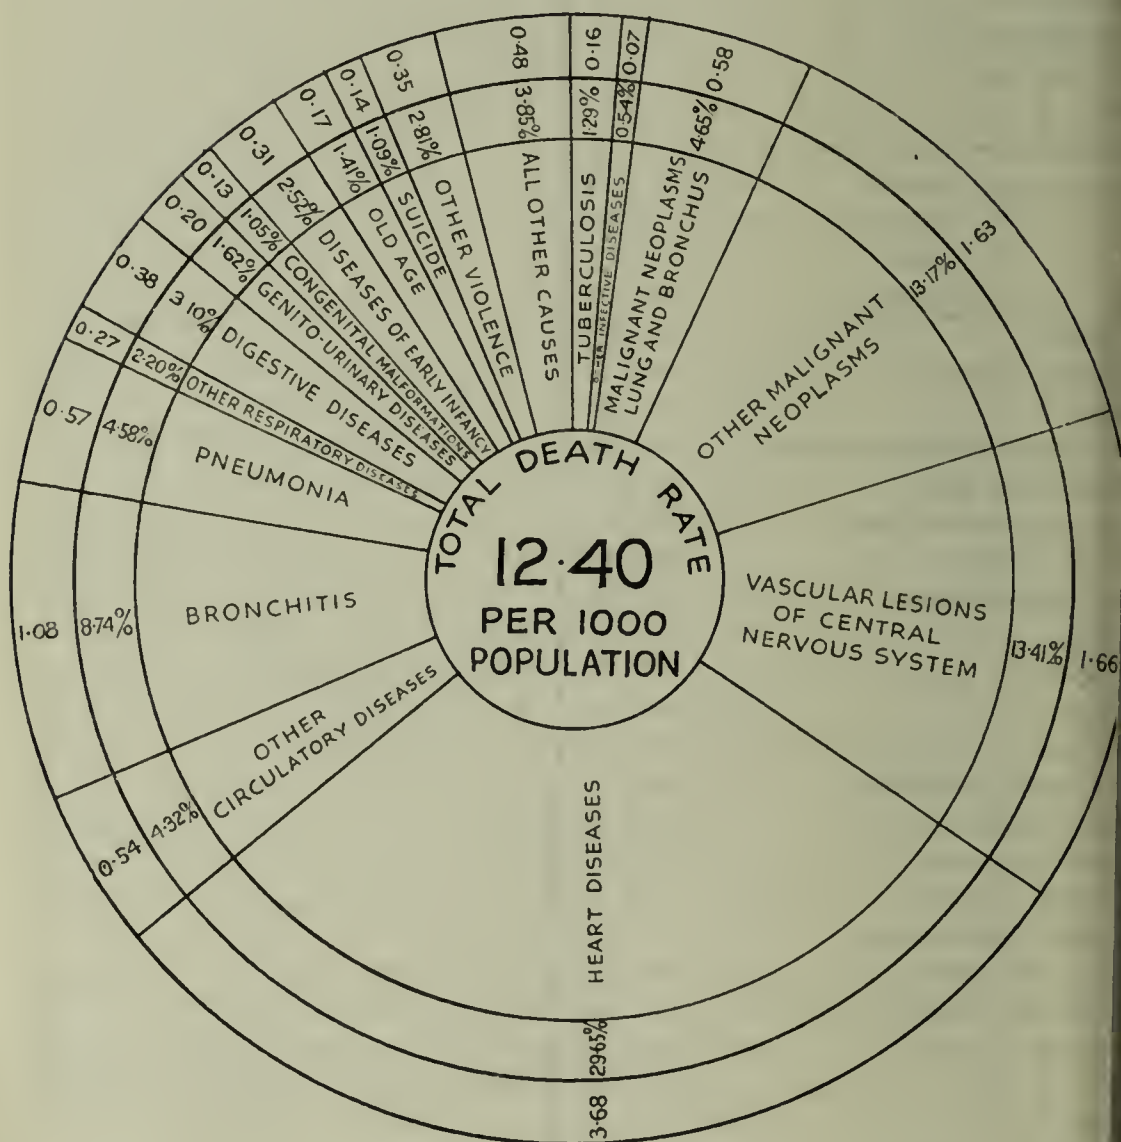 TOTAL DEATH RATE
12·40
PER 1000
POPULATION
TUBERCULOSIS
1·29%
0·16
OTHER INFECTIVE DISEASES
0·54%
0·07
MALIGNANT NEOPLASMS
LUNG AND BRONCHUS
4·65%
0·58
OTHER MALIGNANT
NEOPLASMS
13·17%
1·63
VASCULAR LESIONS
OF CENTRAL
NERVOUS SYSTEM
13·41%
1·66
HEART DISEASES
29·65%
3·68
OTHER
CIRCULATORY DISEASES
4·32%
0·54
BRONCHITIS
8·74%
1·08
PNEUMONIA
4·58%
0·57
OTHER RESPIRATORY DISEASES
2·20%
0·27
DIGESTIVE DISEASES
3·10%
0·38
GENITO-URINARY DISEASES
1·62%
0·20
CONGENITAL MALFORMATIONS
1·05%
0·13
DISEASES OF EARLY INFANCY
2·52%
0·31
OLD AGE
1·41%
0·17
SUICIDE
1·09%
0·14
OTHER VIOLENCE
2·81%
0·35
ALL OTHER CAUSES
3·85%
0·48